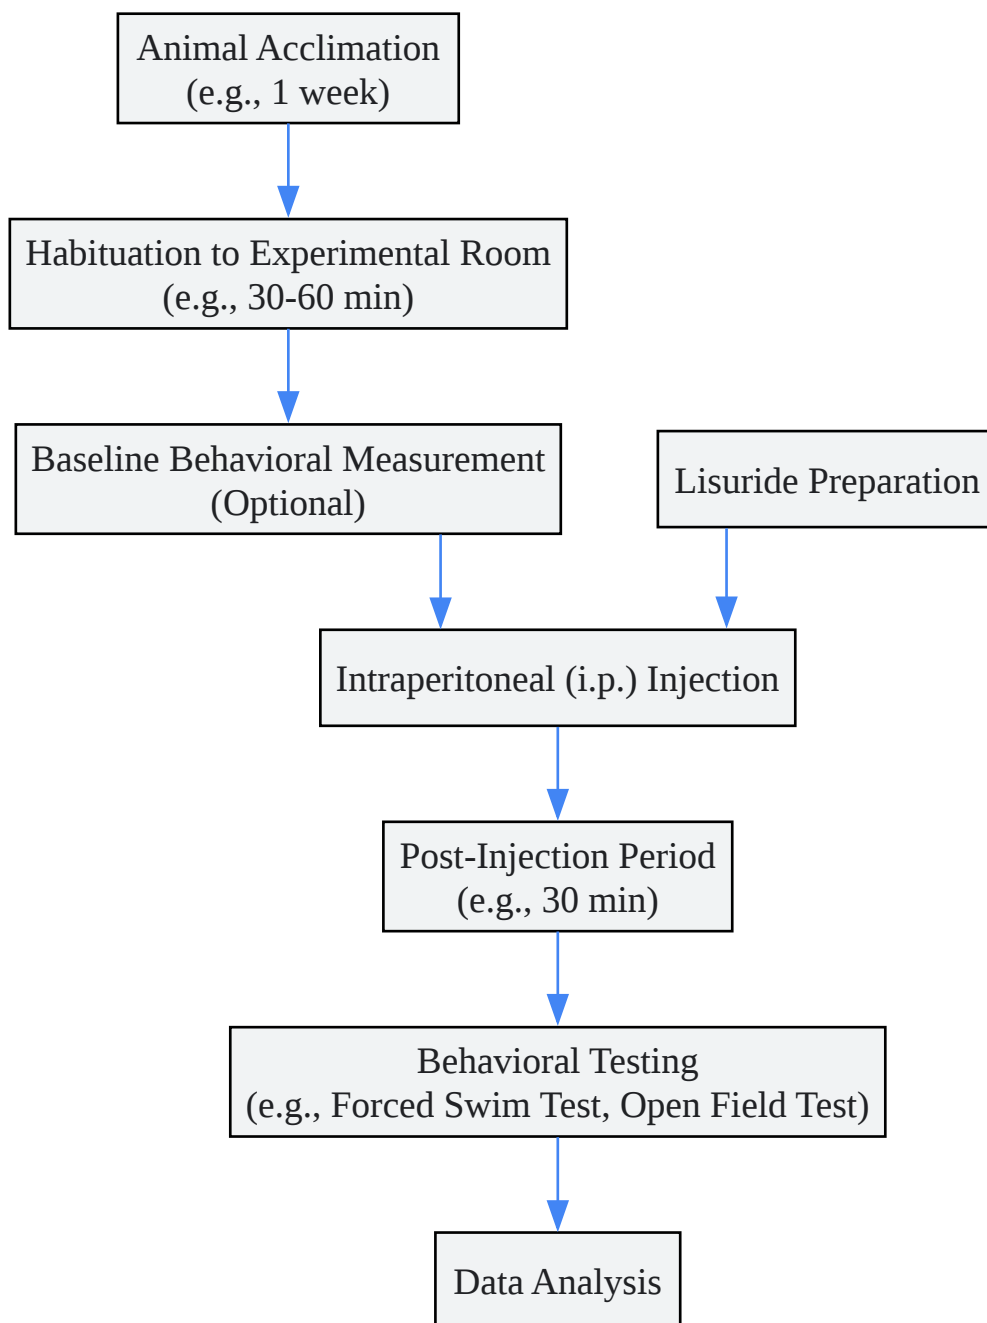 Animal Acclimation
(e.g., 1 week)
Habituation to Experimental Room
(e.g., 30-60 min)
Baseline Behavioral Measurement
(Optional)
Lisuride Preparation
Intraperitoneal (i.p.) Injection
Post-Injection Period
(e.g., 30 min)
Behavioral Testing
(e.g., Forced Swim Test, Open Field Test)
Data Analysis